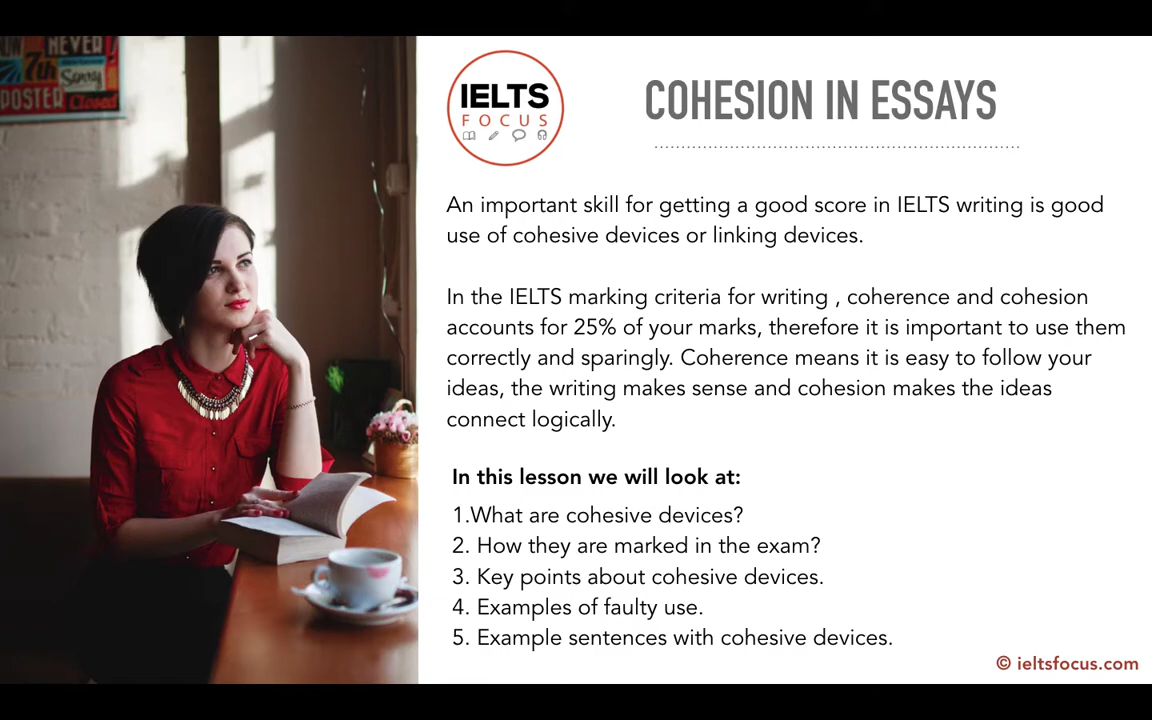 NOW NEVER
7th
Sonny
POSTER Closed
IELTS
FOCUS
COHESION IN ESSAYS
An important skill for getting a good score in IELTS writing is good
use of cohesive devices or linking devices.
In the IELTS marking criteria for writing , coherence and cohesion
accounts for 25% of your marks, therefore it is important to use them
correctly and sparingly. Coherence means it is easy to follow your
ideas, the writing makes sense and cohesion makes the ideas
connect logically.
In this lesson we will look at:
1.What are cohesive devices?
2. How they are marked in the exam?
3. Key points about cohesive devices.
4. Examples of faulty use.
5. Example sentences with cohesive devices.
© ieltsfocus.com